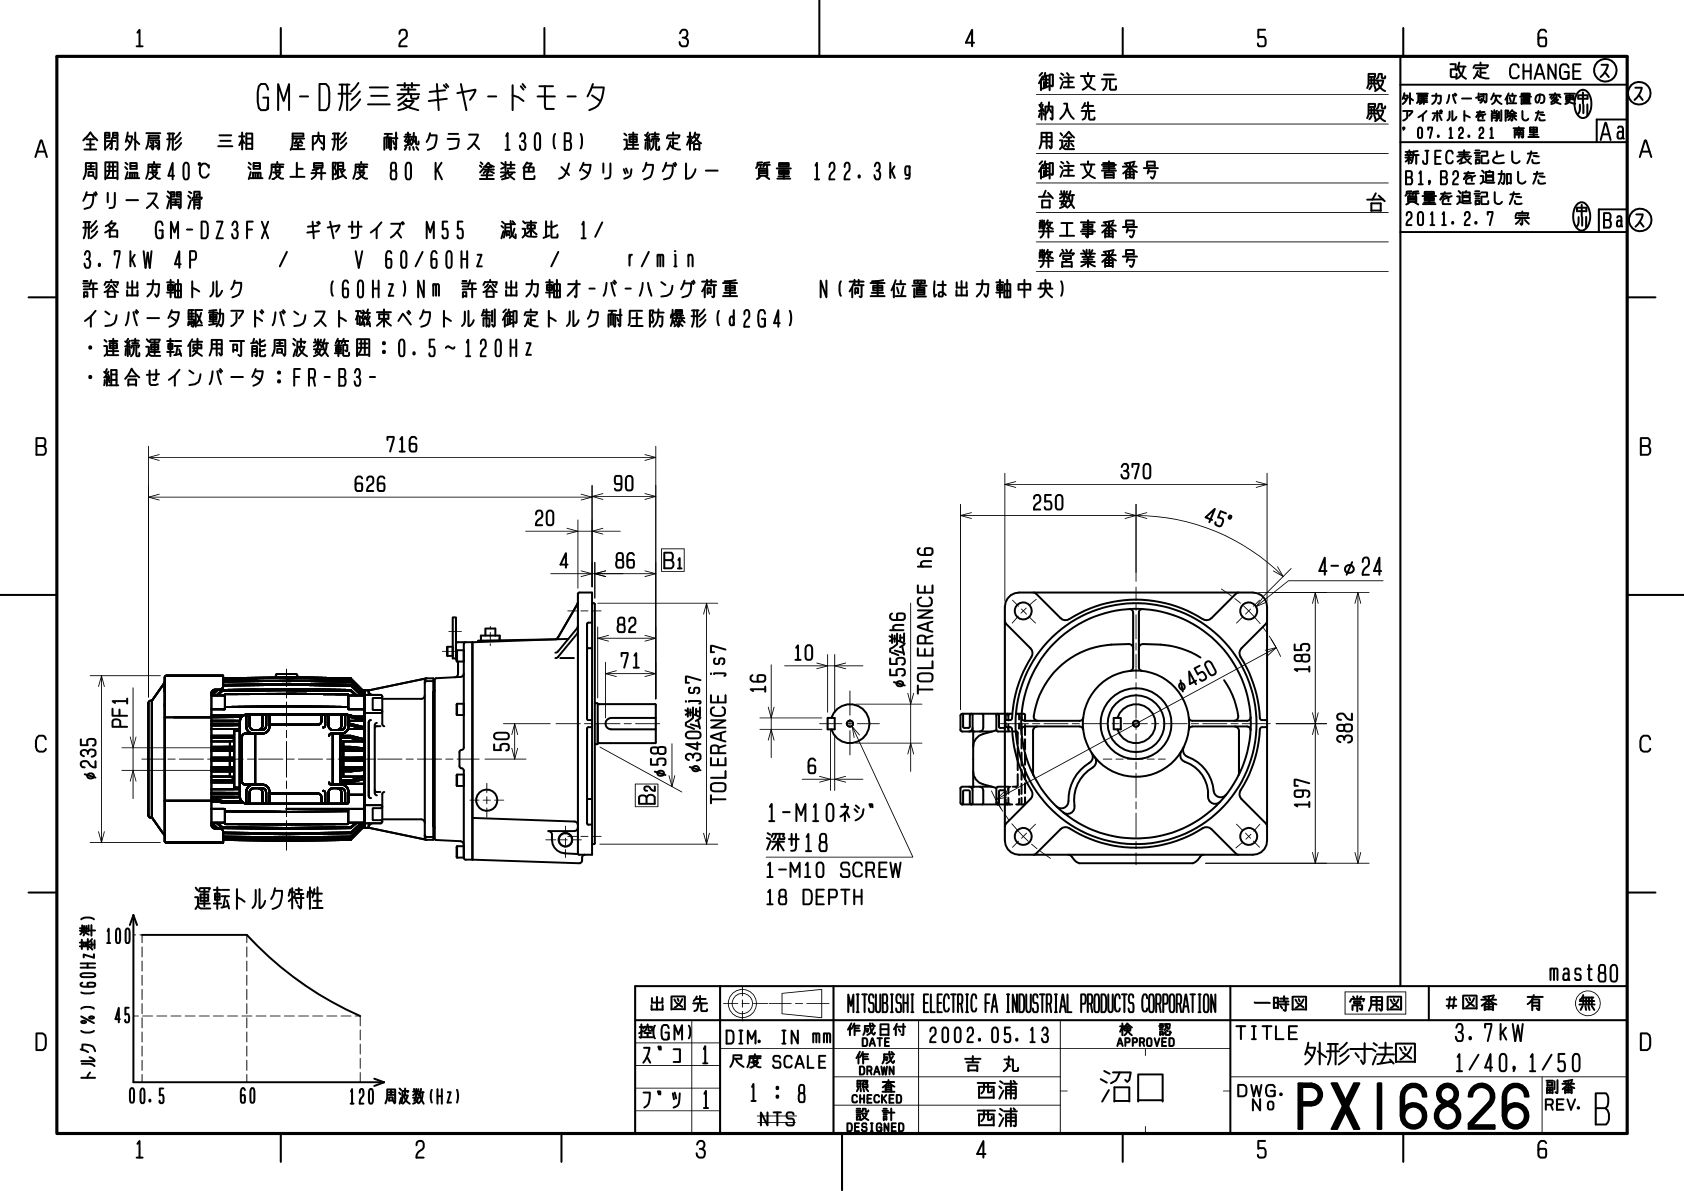 1 2 3 4 5 6
GM-D形三菱ギヤードモータ
全閉外扇形 三相 屋内形 耐熱クラス 130(B) 連続定格
周囲温度40℃ 温度上昇限度 80 K 塗装色 メタリックグレー 質量 122.3kg
グリース潤滑
形名 GM-DZ3FX ギヤサイズ M55 減速比 1/
3.7kW 4P / V 60/60Hz / r/min
許容出力軸トルク (60Hz)Nm 許容出力軸オーバーハング荷重 N(荷重位置は出力軸中央)
インバータ駆動アドバンスト磁束ベクトル制御定トルク耐圧防爆形(d2G4)
・連続運転使用可能周波数範囲：0.5～120Hz
・組合せインバータ：FR-B3-
御注文元 殿
納入先 殿
用途
御注文書番号
台数 台
弊工事番号
弊営業番号
改定 CHANGE ス
外扇カバー切欠位置の変更
アイボルトを削除した
'07.12.21 南里
Aa
ス
新JEC表記とした
B1,B2を追加した
質量を追記した
2011.2.7 宗
Ba
ス
A
A
B
B
C
C
D
D
716
626
90
20
4
86
B1
82
71
PF1
φ235
50
φ58
B2
φ340公差js7
TOLERANCE js7
10
16
6
φ55公差h6
TOLERANCE h6
1-M10ネジ
深サ18
1-M10 SCREW
18 DEPTH
370
250
45°
4-φ24
φ450
185
197
382
運転トルク特性
トルク(%)(60Hz基準)
100
45
0 0.5 60 120 周波数(Hz)
mast80
出図先
控(GM)
ズコ 1
ブツ 1
DIM. IN mm
尺度 SCALE
1 : 8
NTS
MITSUBISHI ELECTRIC FA INDUSTRIAL PRODUCTS CORPORATION
作成日付
DATE
2002.05.13
作成
DRAWN
吉丸
照査
CHECKED
西浦
設計
DESIGNED
西浦
検認
APPROVED
沼口
一時図 常用図 #図番 有 無
TITLE
外形寸法図
3.7kW
1/40,1/50
DWG.
No
PX16826
副番
REV.
B
1 2 3 4 5 6